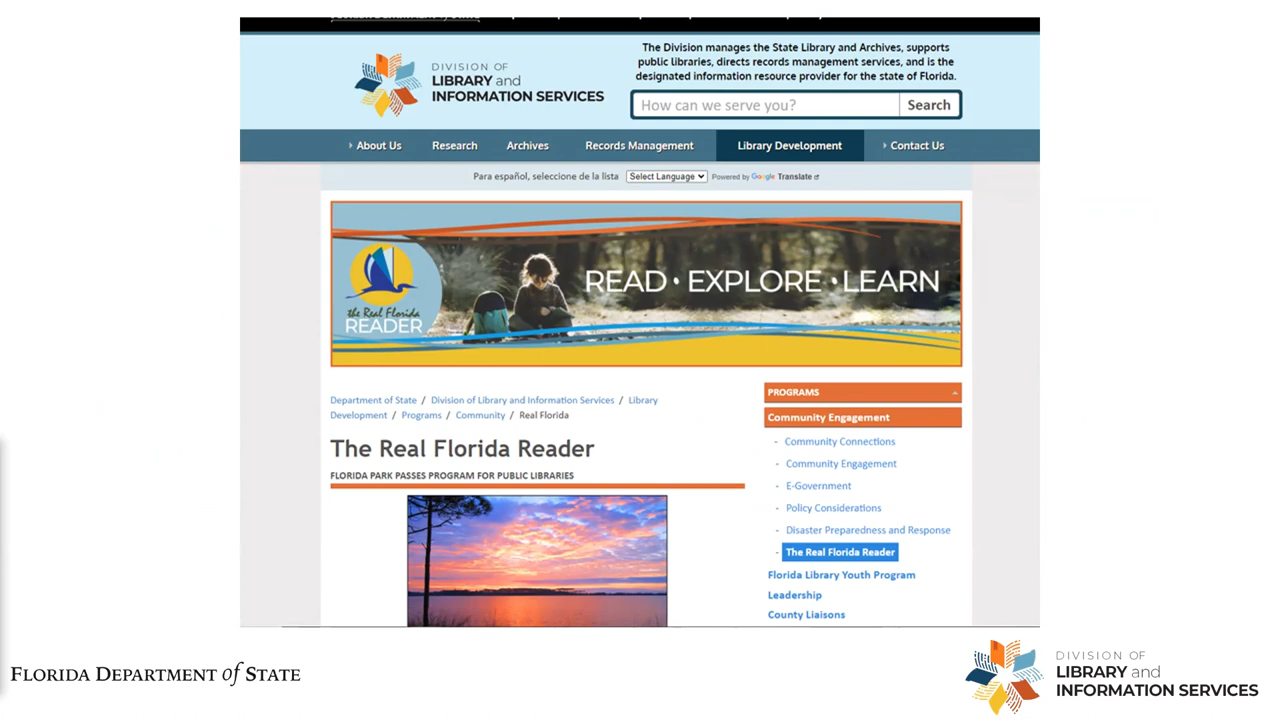 The Division manages the State Library and Archives, supports
public libraries, directs records management services, and is the
designated information resource provider for the state of Florida.
DIVISION OF
LIBRARY and
INFORMATION SERVICES
How can we serve you?
Search
About Us
Research
Archives
Records Management
Library Development
Contact Us
Para español, seleccione de la lista
Select Language
Powered by Google Translate
the Real Florida
READER
READ • EXPLORE • LEARN
Department of State / Division of Library and Information Services / Library
Development / Programs / Community / Real Florida
The Real Florida Reader
FLORIDA PARK PASSES PROGRAM FOR PUBLIC LIBRARIES
PROGRAMS
Community Engagement
- Community Connections
- Community Engagement
- E-Government
- Policy Considerations
- Disaster Preparedness and Response
- The Real Florida Reader
Florida Library Youth Program
Leadership
County Liaisons
FLORIDA DEPARTMENT of STATE
DIVISION OF
LIBRARY and
INFORMATION SERVICES